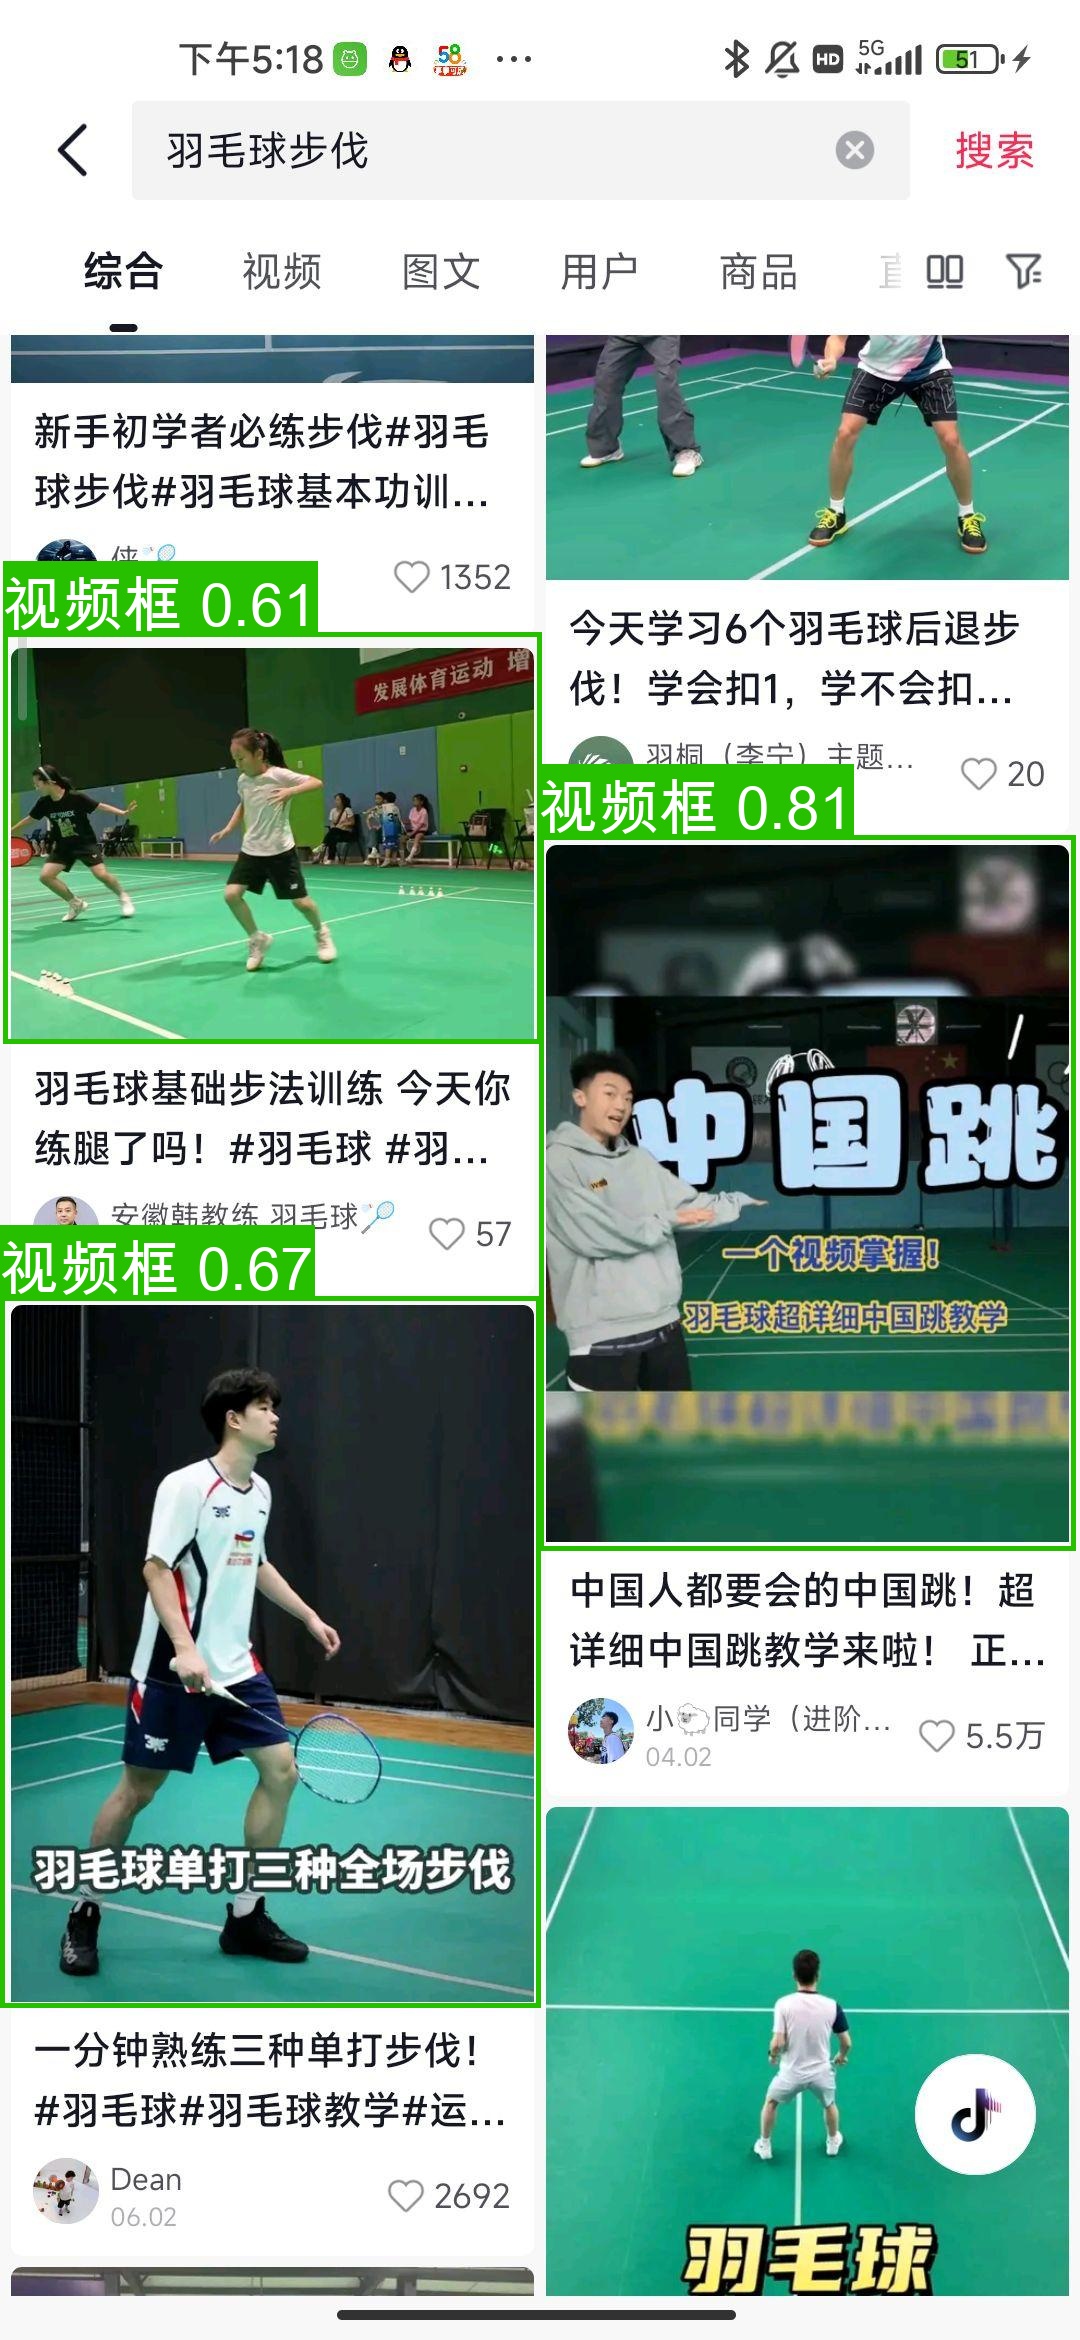 下午5:18
58
HD
5G
51
羽毛球步伐
搜索
综合
视频
图文
用户
商品
新手初学者必练步伐#羽毛
球步伐#羽毛球基本功训...
侠🏸
1352
视频框 0.61
发展体育运动 增
羽毛球基础步法训练 今天你
练腿了吗！#羽毛球 #羽...
安徽韩教练 羽毛球🏸
57
视频框 0.67
羽毛球单打三种全场步伐
一分钟熟练三种单打步伐！
#羽毛球#羽毛球教学#运...
Dean
06.02
2692
今天学习6个羽毛球后退步
伐！学会扣1，学不会扣...
羽桐（李宁）主题...
20
视频框 0.81
中国跳
一个视频掌握！
羽毛球超详细中国跳教学
中国人都要会的中国跳！超
详细中国跳教学来啦！ 正...
小🐑同学（进阶...
04.02
5.5万
羽毛球